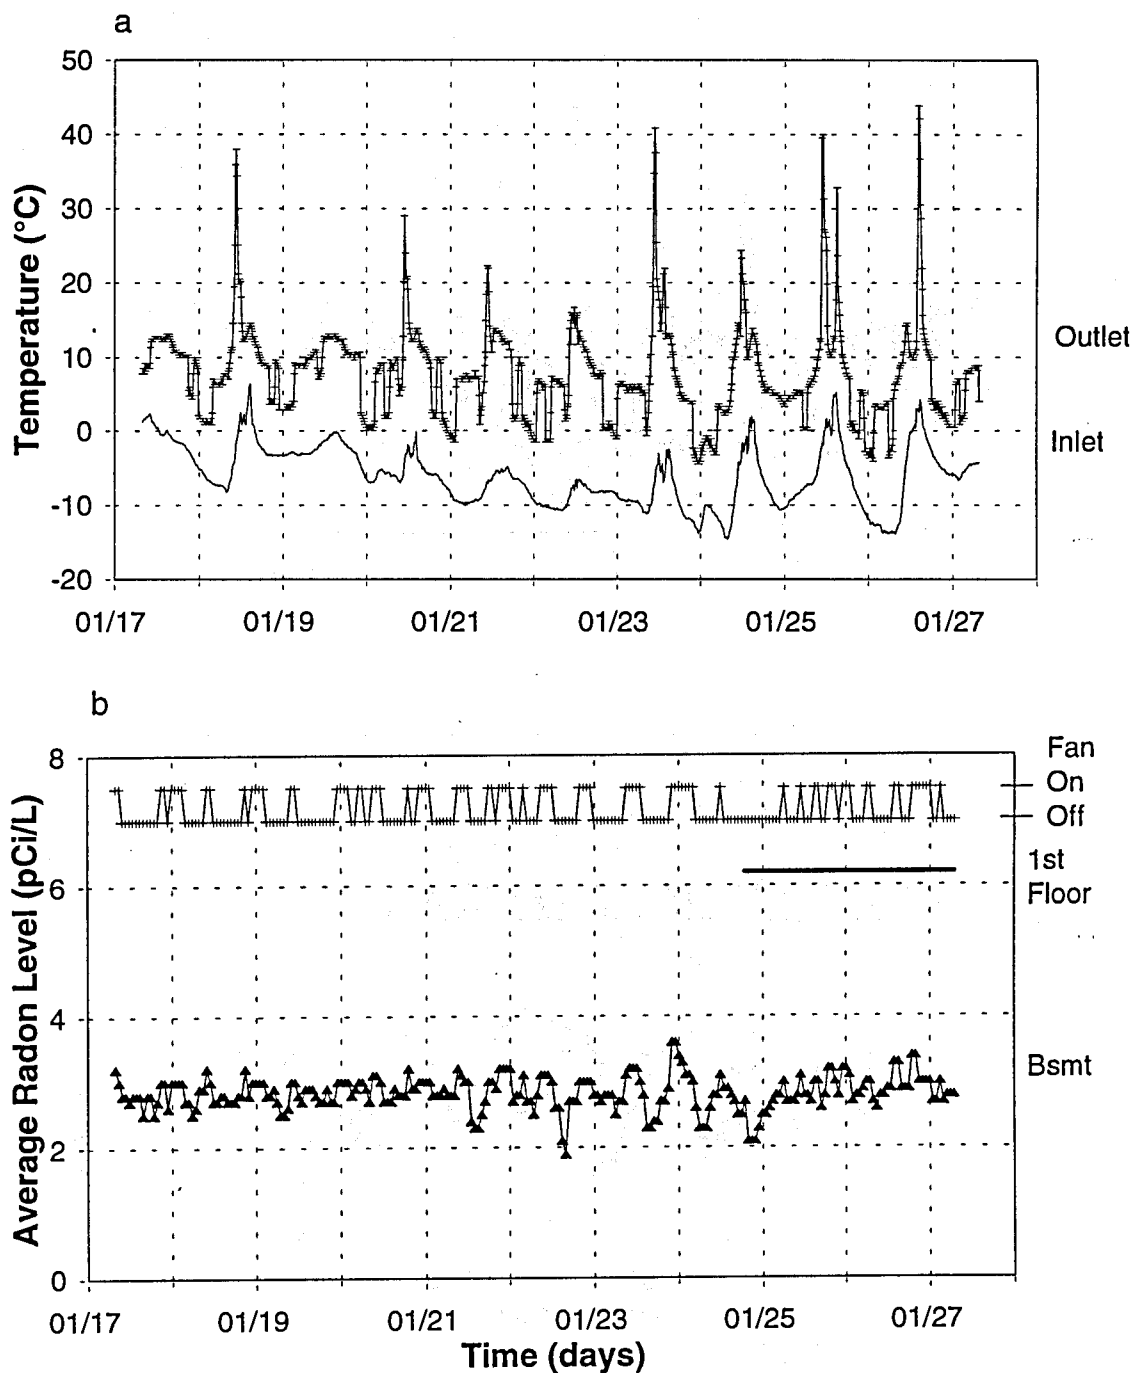 a
50
40
30
20
10
0
-10
-20
Temperature (°C)
Outlet
Inlet
01/17 01/19 01/21 01/23 01/25 01/27
b
8
6
4
2
0
Average Radon Level (pCi/L)
Fan
On
Off
1st
Floor
Bsmt
01/17 01/19 01/21 01/23 01/25 01/27
Time (days)